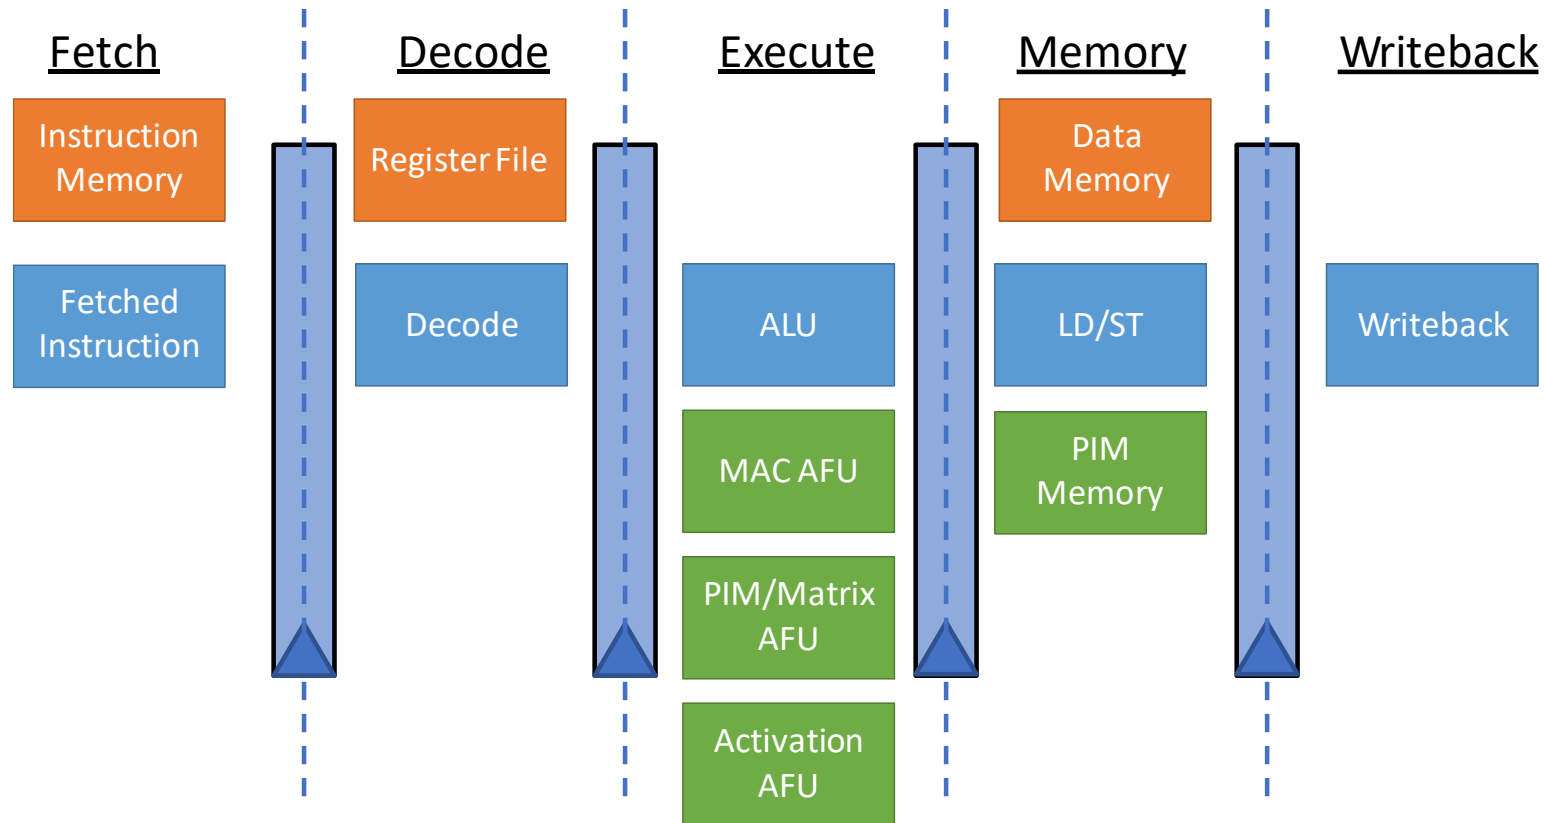 Fetch
Decode
Execute
Memory
Writeback
Instruction
Memory
Register File
Data
Memory
Fetched
Instruction
Decode
ALU
LD/ST
Writeback
MAC AFU
PIM
Memory
PIM/Matrix
AFU
Activation
AFU